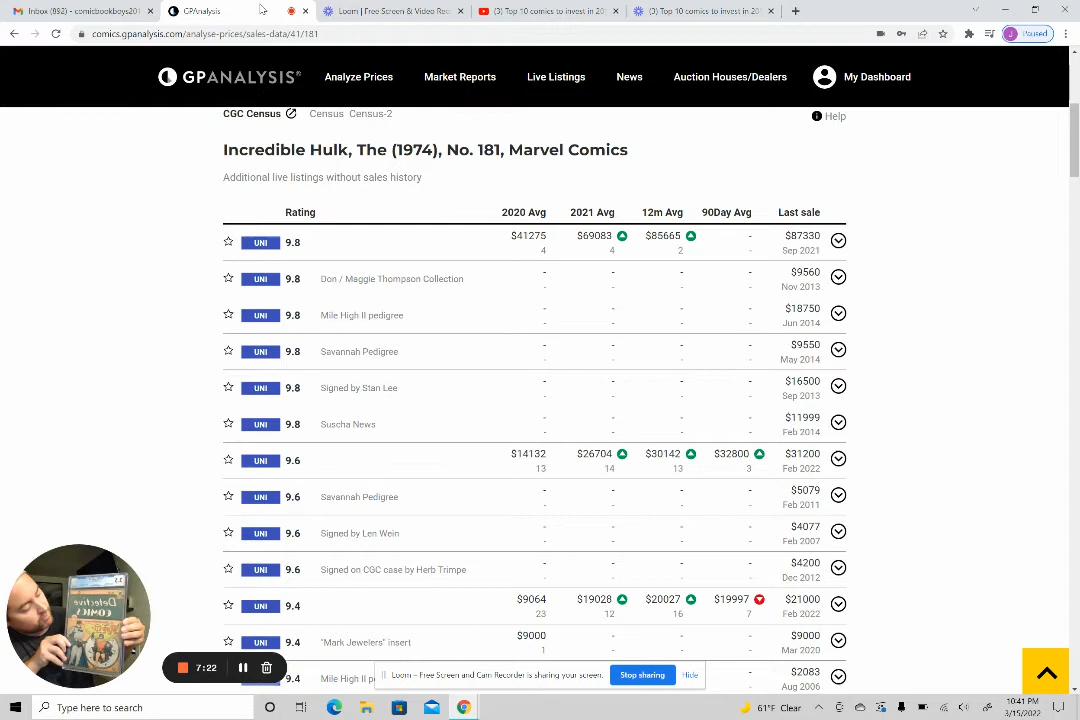 Inbox (892) - comicbookboys201
GPAnalysis
Loom | Free Screen & Video Rec
(3) Top 10 comics to invest in 201
(3) Top 10 comics to invest in 201
comics.gpanalysis.com/analyse-prices/sales-data/41/181
J Paused
GPANALYSIS®
Analyze Prices
Market Reports
Live Listings
News
Auction Houses/Dealers
My Dashboard
CGC Census Census Census-2
Help
Incredible Hulk, The (1974), No. 181, Marvel Comics
Additional live listings without sales history
Rating 2020 Avg 2021 Avg 12m Avg 90Day Avg Last sale
UNI 9.8 $41275 $69083 $85665 - $87330
4 4 2 - Sep 2021
UNI 9.8 Don / Maggie Thompson Collection - - - - $9560
- - - - Nov 2013
UNI 9.8 Mile High II pedigree - - - - $18750
- - - - Jun 2014
UNI 9.8 Savannah Pedigree - - - - $9550
- - - - May 2014
UNI 9.8 Signed by Stan Lee - - - - $16500
- - - - Sep 2013
UNI 9.8 Suscha News - - - - $11999
- - - - Feb 2014
UNI 9.6 $14132 $26704 $30142 $32800 $31200
13 14 13 3 Feb 2022
UNI 9.6 Savannah Pedigree - - - - $5079
- - - - Feb 2011
UNI 9.6 Signed by Len Wein - - - - $4077
- - - - Feb 2007
UNI 9.6 Signed on CGC case by Herb Trimpe - - - - $4200
- - - - Dec 2012
UNI 9.4 $9064 $19028 $20027 $19997 $21000
23 12 16 7 Feb 2022
UNI 9.4 "Mark Jewelers" insert $9000 - - - $9000
1 - - - Mar 2020
9.4 Mile High II p $2083
Aug 2006
Detective
COMICS
7:22
Loom – Free Screen and Cam Recorder is sharing your screen.
Stop sharing
Hide
Type here to search
61°F Clear
10:41 PM
3/15/2022